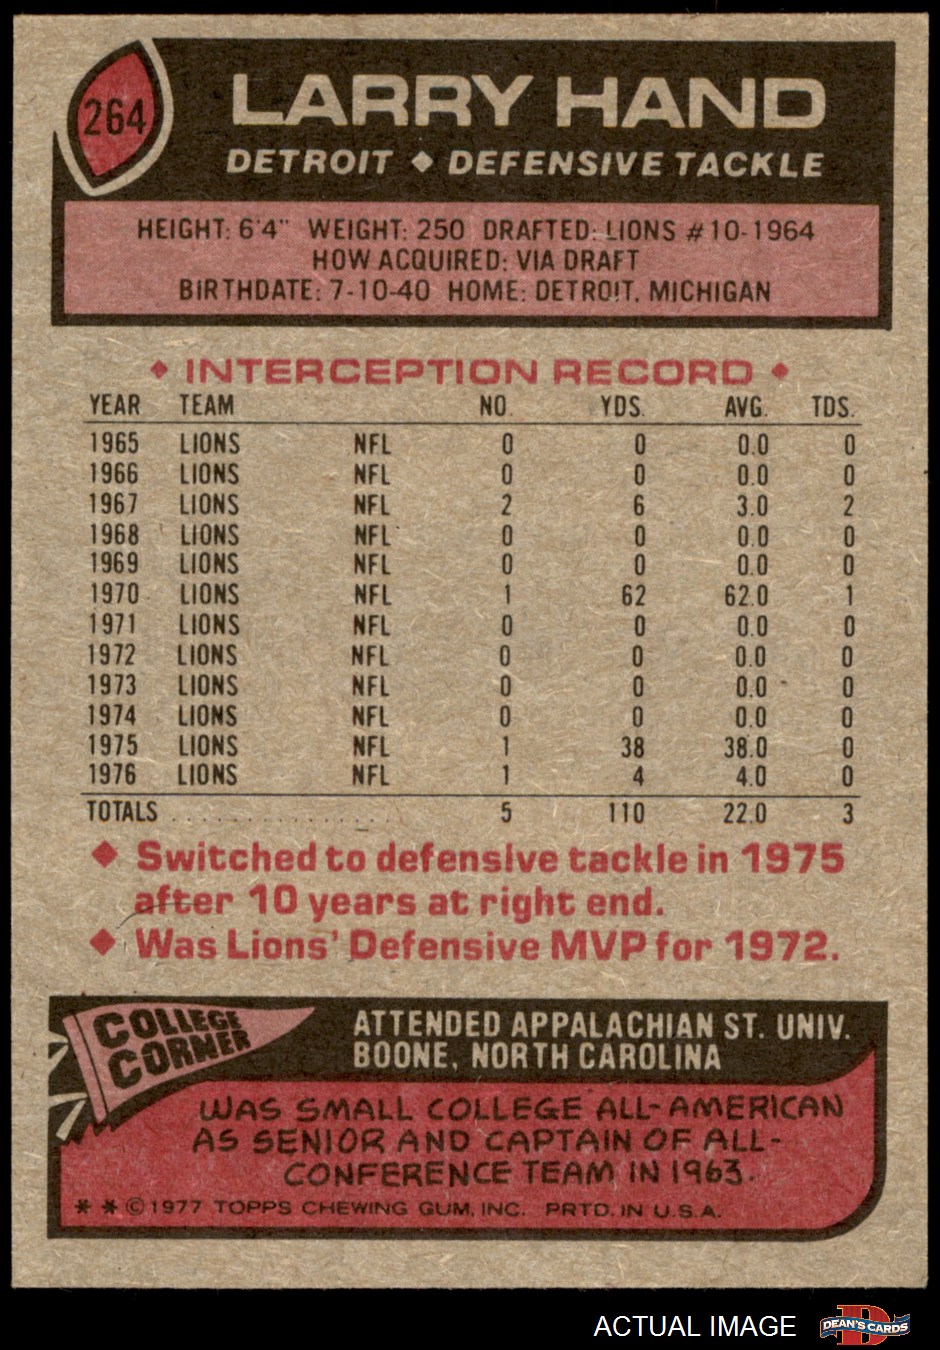 264
LARRY HAND
DETROIT ◆ DEFENSIVE TACKLE
HEIGHT: 6'4" WEIGHT: 250 DRAFTED: LIONS #10-1964
HOW ACQUIRED: VIA DRAFT
BIRTHDATE: 7-10-40 HOME: DETROIT, MICHIGAN
◆ INTERCEPTION RECORD ◆
YEAR TEAM NO. YDS. AVG. TDS.
1965 LIONS NFL 0 0 0.0 0
1966 LIONS NFL 0 0 0.0 0
1967 LIONS NFL 2 6 3.0 2
1968 LIONS NFL 0 0 0.0 0
1969 LIONS NFL 0 0 0.0 0
1970 LIONS NFL 1 62 62.0 1
1971 LIONS NFL 0 0 0.0 0
1972 LIONS NFL 0 0 0.0 0
1973 LIONS NFL 0 0 0.0 0
1974 LIONS NFL 0 0 0.0 0
1975 LIONS NFL 1 38 38.0 0
1976 LIONS NFL 1 4 4.0 0
TOTALS . . . . . . . . . . . . . . . . 5 110 22.0 3
◆ Switched to defensive tackle in 1975
after 10 years at right end.
◆ Was Lions' Defensive MVP for 1972.
COLLEGE
CORNER
ATTENDED APPALACHIAN ST. UNIV.
BOONE, NORTH CAROLINA
WAS SMALL COLLEGE ALL-AMERICAN
AS SENIOR AND CAPTAIN OF ALL-
CONFERENCE TEAM IN 1963.
* * © 1977 TOPPS CHEWING GUM, INC. PRTD. IN U.S.A.
ACTUAL IMAGE
D
DEAN'S CARDS